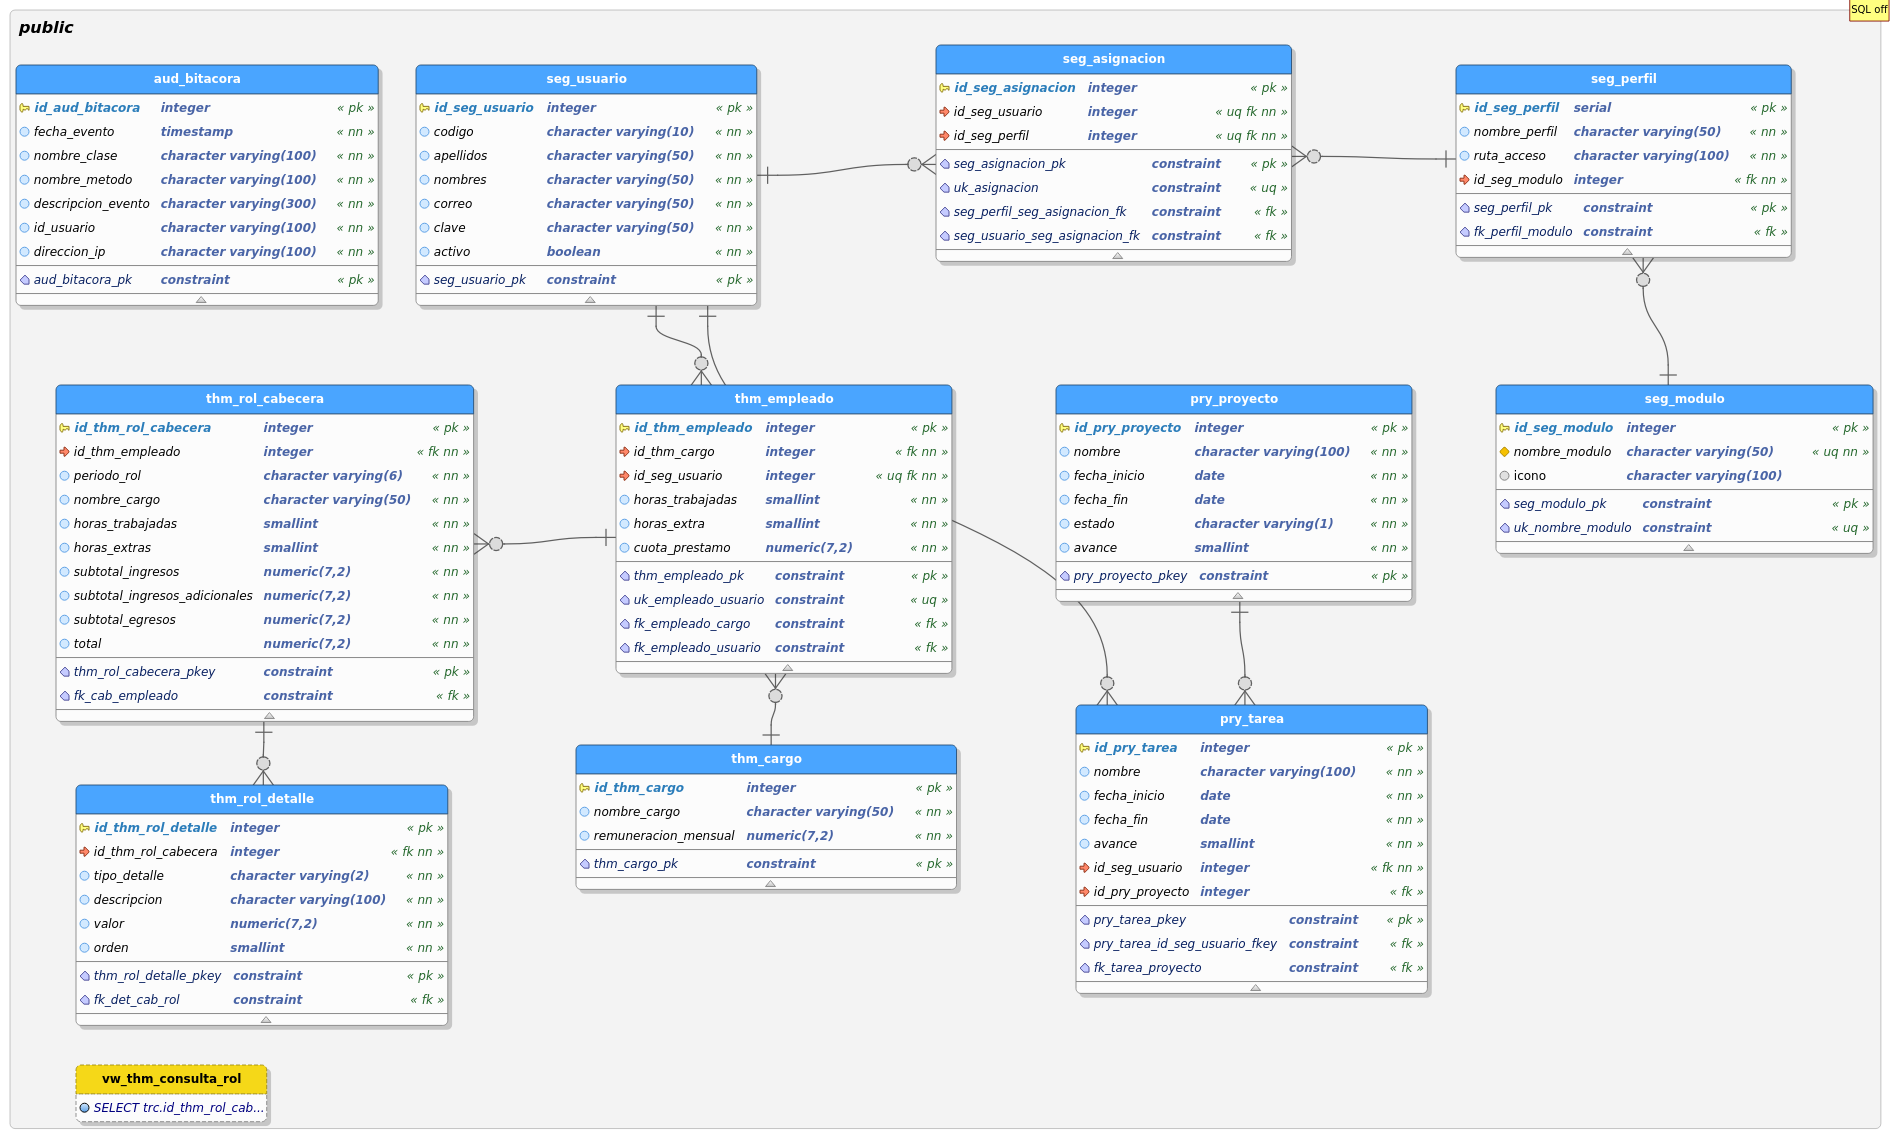 SQL off
public
aud_bitacora
id_aud_bitacora integer « pk »
fecha_evento timestamp « nn »
nombre_clase character varying(100) « nn »
nombre_metodo character varying(100) « nn »
descripcion_evento character varying(300) « nn »
id_usuario character varying(100) « nn »
direccion_ip character varying(100) « nn »
aud_bitacora_pk constraint « pk »
seg_usuario
id_seg_usuario integer « pk »
codigo character varying(10) « nn »
apellidos character varying(50) « nn »
nombres character varying(50) « nn »
correo character varying(50) « nn »
clave character varying(50) « nn »
activo boolean « nn »
seg_usuario_pk constraint « pk »
seg_asignacion
id_seg_asignacion integer « pk »
id_seg_usuario integer « uq fk nn »
id_seg_perfil integer « uq fk nn »
seg_asignacion_pk constraint « pk »
uk_asignacion constraint « uq »
seg_perfil_seg_asignacion_fk constraint « fk »
seg_usuario_seg_asignacion_fk constraint « fk »
seg_perfil
id_seg_perfil serial « pk »
nombre_perfil character varying(50) « nn »
ruta_acceso character varying(100) « nn »
id_seg_modulo integer « fk nn »
seg_perfil_pk constraint « pk »
fk_perfil_modulo constraint « fk »
thm_rol_cabecera
id_thm_rol_cabecera integer « pk »
id_thm_empleado integer « fk nn »
periodo_rol character varying(6) « nn »
nombre_cargo character varying(50) « nn »
horas_trabajadas smallint « nn »
horas_extras smallint « nn »
subtotal_ingresos numeric(7,2) « nn »
subtotal_ingresos_adicionales numeric(7,2) « nn »
subtotal_egresos numeric(7,2) « nn »
total numeric(7,2) « nn »
thm_rol_cabecera_pkey constraint « pk »
fk_cab_empleado constraint « fk »
thm_empleado
id_thm_empleado integer « pk »
id_thm_cargo integer « fk nn »
id_seg_usuario integer « uq fk nn »
horas_trabajadas smallint « nn »
horas_extra smallint « nn »
cuota_prestamo numeric(7,2) « nn »
thm_empleado_pk constraint « pk »
uk_empleado_usuario constraint « uq »
fk_empleado_cargo constraint « fk »
fk_empleado_usuario constraint « fk »
pry_proyecto
id_pry_proyecto integer « pk »
nombre character varying(100) « nn »
fecha_inicio date « nn »
fecha_fin date « nn »
estado character varying(1) « nn »
avance smallint « nn »
pry_proyecto_pkey constraint « pk »
seg_modulo
id_seg_modulo integer « pk »
nombre_modulo character varying(50) « uq nn »
icono character varying(100)
seg_modulo_pk constraint « pk »
uk_nombre_modulo constraint « uq »
thm_rol_detalle
id_thm_rol_detalle integer « pk »
id_thm_rol_cabecera integer « fk nn »
tipo_detalle character varying(2) « nn »
descripcion character varying(100) « nn »
valor numeric(7,2) « nn »
orden smallint « nn »
thm_rol_detalle_pkey constraint « pk »
fk_det_cab_rol constraint « fk »
thm_cargo
id_thm_cargo integer « pk »
nombre_cargo character varying(50) « nn »
remuneracion_mensual numeric(7,2) « nn »
thm_cargo_pk constraint « pk »
pry_tarea
id_pry_tarea integer « pk »
nombre character varying(100) « nn »
fecha_inicio date « nn »
fecha_fin date « nn »
avance smallint « nn »
id_seg_usuario integer « fk nn »
id_pry_proyecto integer « fk »
pry_tarea_pkey constraint « pk »
pry_tarea_id_seg_usuario_fkey constraint « fk »
fk_tarea_proyecto constraint « fk »
vw_thm_consulta_rol
SELECT trc.id_thm_rol_cab...